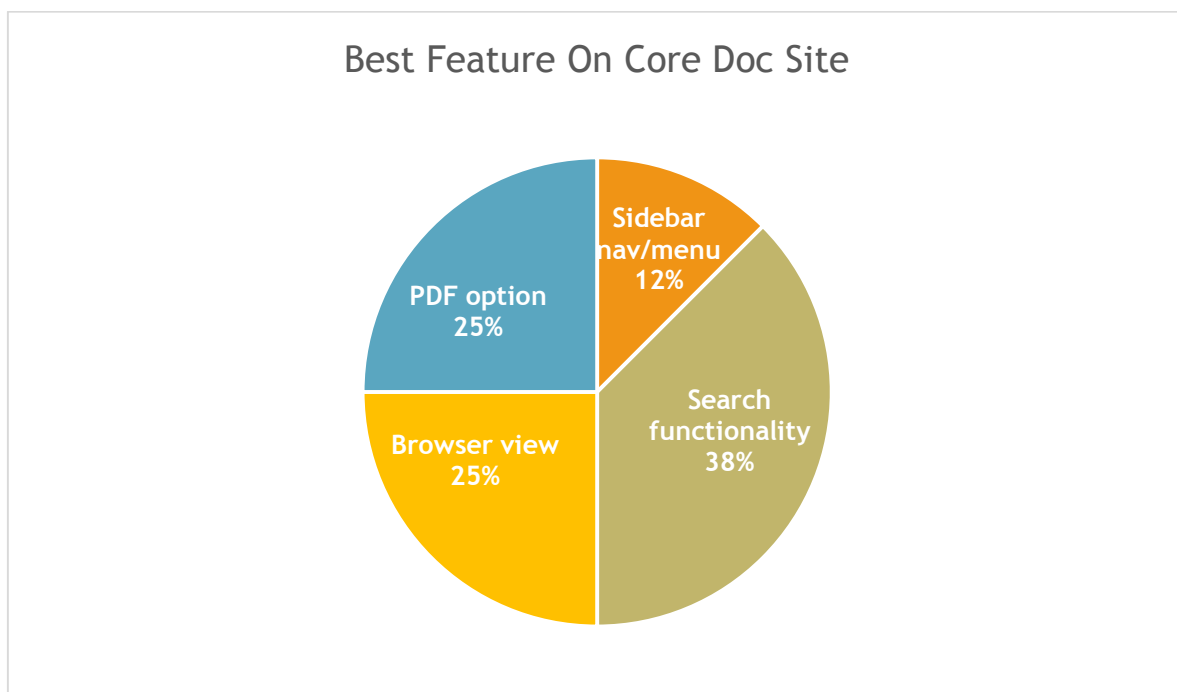 Best Feature On Core Doc Site
Sidebar
nav/menu
12%
Search
functionality
38%
Browser view
25%
PDF option
25%